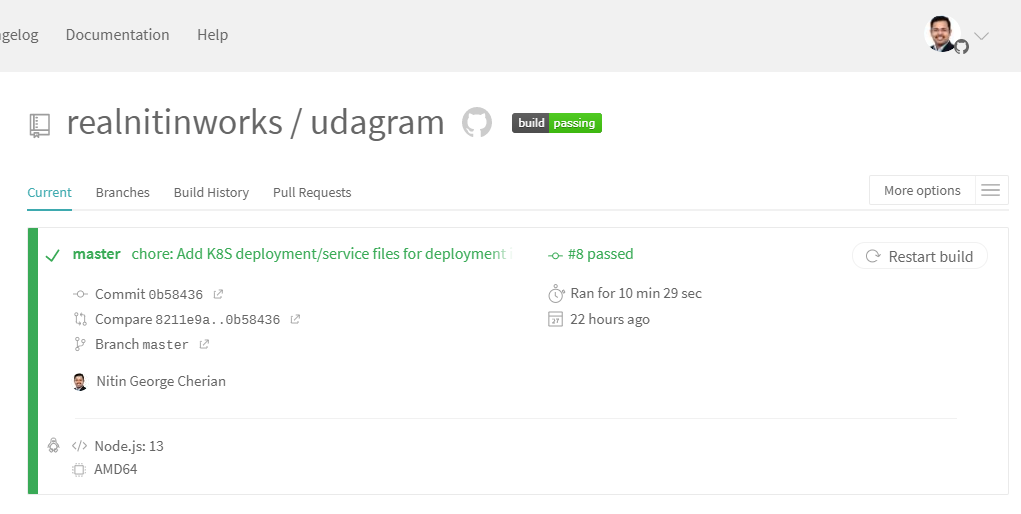 gelog Documentation Help
realnitinworks / udagram build passing
Current Branches Build History Pull Requests More options
master chore: Add K8S deployment/service files for deployment #8 passed Restart build
Commit 0b58436 Ran for 10 min 29 sec
Compare 8211e9a..0b58436 22 hours ago
Branch master
Nitin George Cherian
Node.js: 13
AMD64